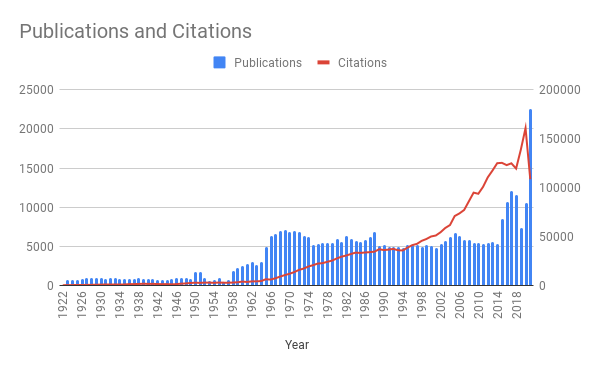 Publications and Citations
Publications Citations
25000 200000
20000 150000
15000 100000
10000 50000
5000
0 0
1922 1926 1930 1934 1938 1942 1946 1950 1954 1958 1962 1966 1970 1974 1978 1982 1986 1990 1994 1998 2002 2006 2010 2014 2018
Year